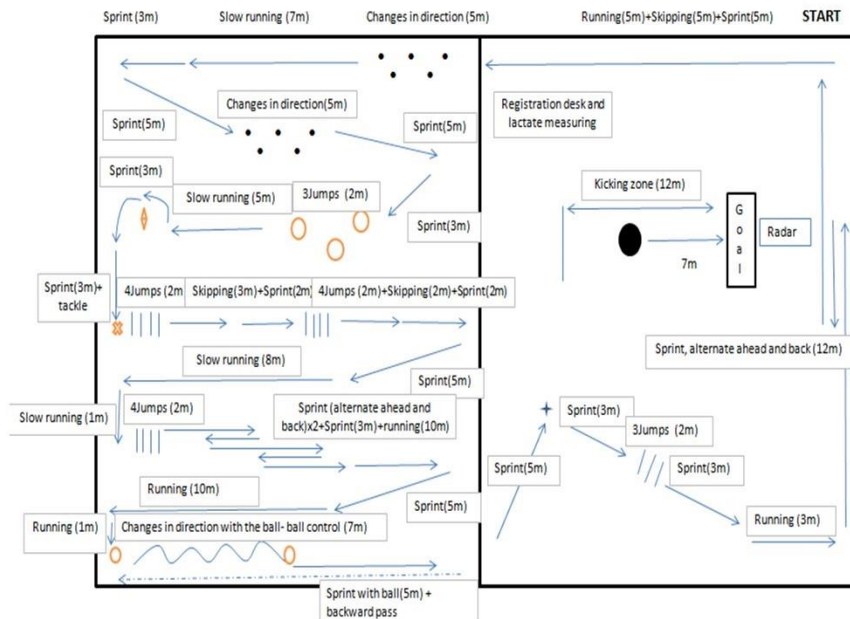 Sprint (3m)
Slow running (7m)
Changes in direction (5m)
Running(5m)+Skipping(5m)+Sprint(5m)
START
Changes in direction(5m)
Sprint(5m)
Sprint(5m)
Registration desk and
lactate measuring
Sprint(3m)
Slow running (5m)
3Jumps (2m)
Sprint(3m)
Kicking zone (12m)
G
o
a
l
Radar
7m
Sprint(3m)+
tackle
4Jumps (2m
Skipping(3m)+Sprint(2m)
4Jumps (2m)+Skipping(2m)+Sprint(2m)
Sprint, alternate ahead and back (12m)
Slow running (8m)
Sprint(5m)
Slow running (1m)
4Jumps (2m)
Sprint (alternate ahead and
back)x2+Sprint(3m)+running(10m)
Sprint(3m)
3Jumps (2m)
Sprint(3m)
Sprint(5m)
Running (10m)
Sprint(5m)
Running (3m)
Running (1m)
Changes in direction with the ball- ball control (7m)
Sprint with ball(5m) +
backward pass